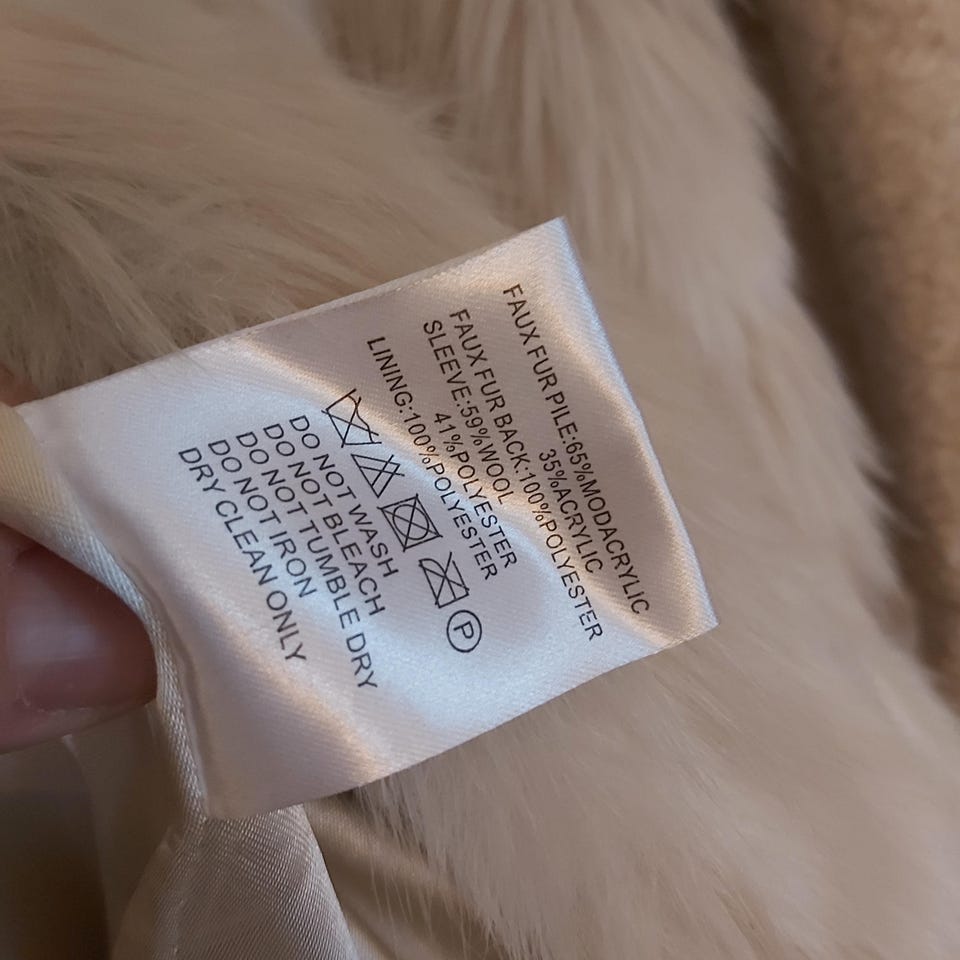 FAUX FUR PILE:65%MODACRYLIC
35%ACRYLIC
FAUX FUR BACK:100%POLYESTER
SLEEVE:59%WOOL
41%POLYESTER
LINING:100%POLYESTER
P
DO NOT WASH
DO NOT BLEACH
DO NOT TUMBLE DRY
DO NOT IRON
DRY CLEAN ONLY